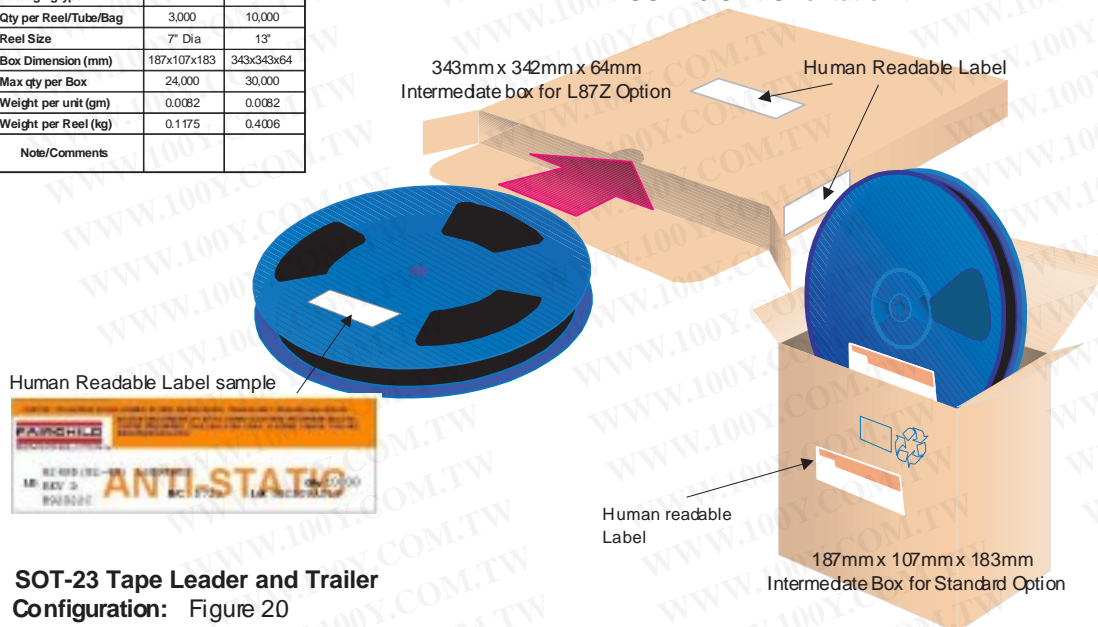 Qty per Reel/Tube/Bag 3,000 10,000
Reel Size 7" Dia 13"
Box Dimension (mm) 187x107x183 343x343x64
Max qty per Box 24,000 30,000
Weight per unit (gm) 0.0082 0.0082
Weight per Reel (kg) 0.1175 0.4006
Note/Comments
343mm x 342mm x 64mm
Intermediate box for L87Z Option
Human Readable Label
Human Readable Label sample
FAIRCHILD
ANTI-STATIC
Human readable
Label
187mm x 107mm x 183mm
Intermediate Box for Standard Option
SOT-23 Tape Leader and Trailer
Configuration: Figure 20
WWW.100Y.COM.TW